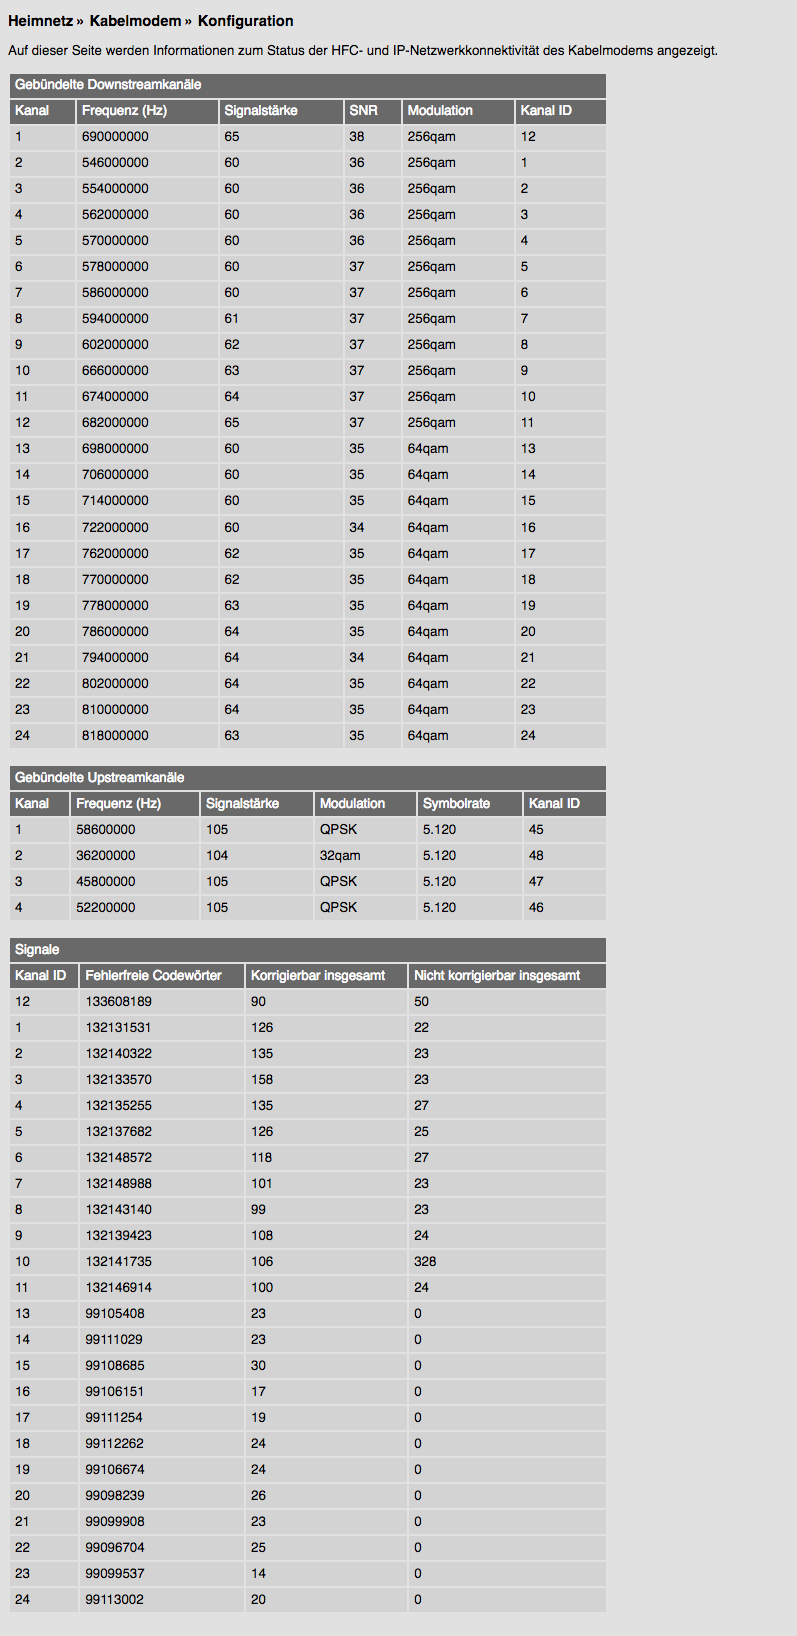 Heimnetz » Kabelmodem » Konfiguration
Auf dieser Seite werden Informationen zum Status der HFC- und IP-Netzwerkkonnektivität des Kabelmodems angezeigt.
Gebündelte Downstreamkanäle
Kanal Frequenz (Hz) Signalstärke SNR Modulation Kanal ID
1 690000000 65 38 256qam 12
2 546000000 60 36 256qam 1
3 554000000 60 36 256qam 2
4 562000000 60 36 256qam 3
5 570000000 60 36 256qam 4
6 578000000 60 37 256qam 5
7 586000000 60 37 256qam 6
8 594000000 61 37 256qam 7
9 602000000 62 37 256qam 8
10 666000000 63 37 256qam 9
11 674000000 64 37 256qam 10
12 682000000 65 37 256qam 11
13 698000000 60 35 64qam 13
14 706000000 60 35 64qam 14
15 714000000 60 35 64qam 15
16 722000000 60 34 64qam 16
17 762000000 62 35 64qam 17
18 770000000 62 35 64qam 18
19 778000000 63 35 64qam 19
20 786000000 64 35 64qam 20
21 794000000 64 34 64qam 21
22 802000000 64 35 64qam 22
23 810000000 64 35 64qam 23
24 818000000 63 35 64qam 24
Gebündelte Upstreamkanäle
Kanal Frequenz (Hz) Signalstärke Modulation Symbolrate Kanal ID
1 58600000 105 QPSK 5.120 45
2 36200000 104 32qam 5.120 48
3 45800000 105 QPSK 5.120 47
4 52200000 105 QPSK 5.120 46
Signale
Kanal ID Fehlerfreie Codewörter Korrigierbar insgesamt Nicht korrigierbar insgesamt
12 133608189 90 50
1 132131531 126 22
2 132140322 135 23
3 132133570 158 23
4 132135255 135 27
5 132137682 126 25
6 132148572 118 27
7 132148988 101 23
8 132143140 99 23
9 132139423 108 24
10 132141735 106 328
11 132146914 100 24
13 99105408 23 0
14 99111029 23 0
15 99108685 30 0
16 99106151 17 0
17 99111254 19 0
18 99112262 24 0
19 99106674 24 0
20 99098239 26 0
21 99099908 23 0
22 99096704 25 0
23 99099537 14 0
24 99113002 20 0